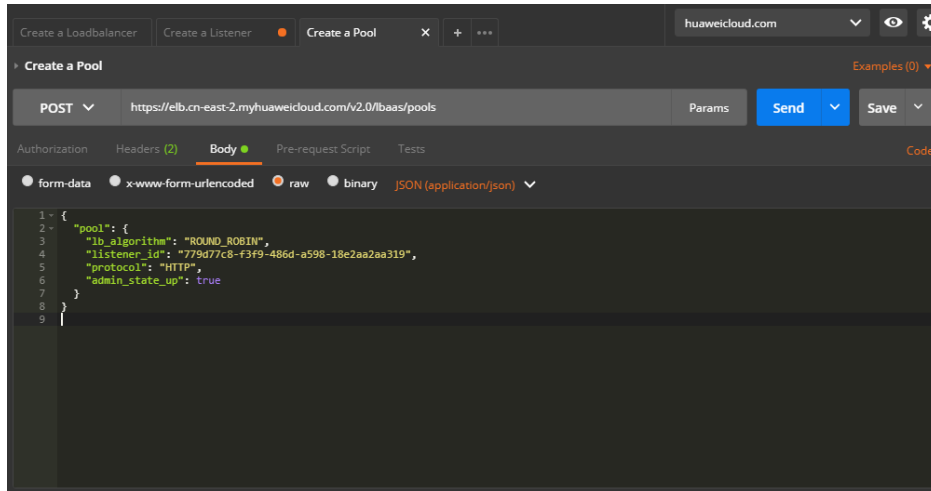 Create a Loadbalancer Create a Listener Create a Pool × + ••• huaweicloud.com
Create a Pool Examples (0)
POST https://elb.cn-east-2.myhuaweicloud.com/v2.0/lbaas/pools Params Send Save
Authorization Headers (2) Body Pre-request Script Tests Code
form-data x-www-form-urlencoded raw binary JSON (application/json)
1 {
2 "pool": {
3 "lb_algorithm": "ROUND_ROBIN",
4 "listener_id": "779d77c8-f3f9-486d-a598-18e2aa2aa319",
5 "protocol": "HTTP",
6 "admin_state_up": true
7 }
8 }
9